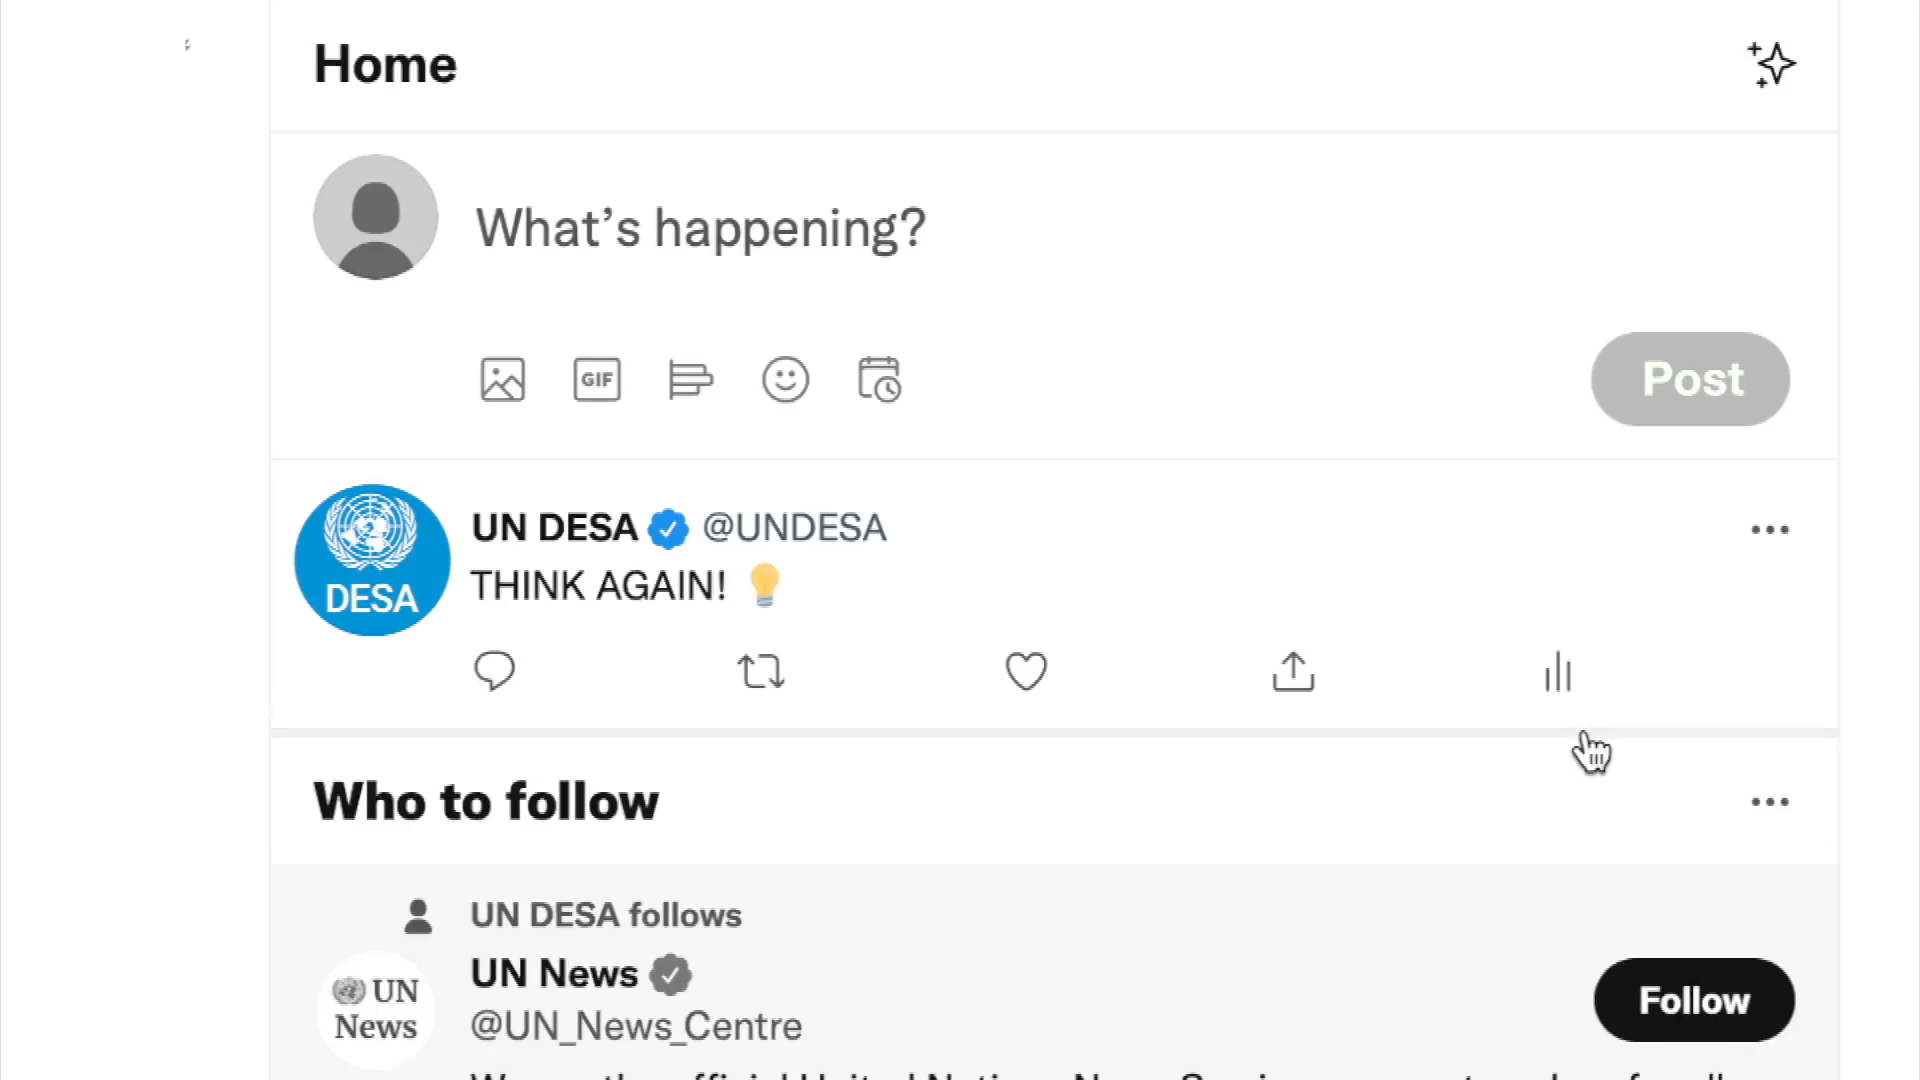 Home
What's happening?
GIF
Post
UN DESA @UNDESA
DESA
THINK AGAIN!
Who to follow
UN DESA follows
UN News
UN
News
@UN_News_Centre
Follow